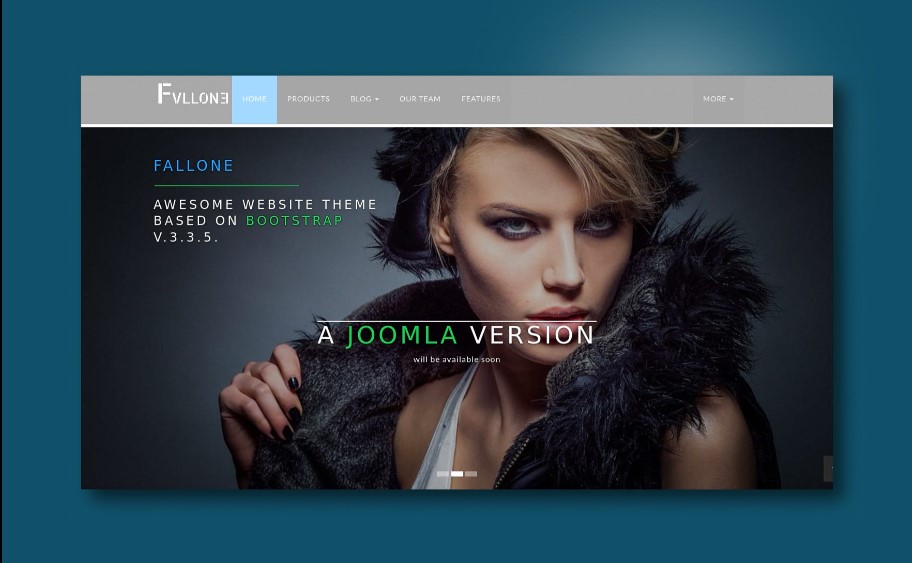 FVLLONE
HOME PRODUCTS BLOG OUR TEAM FEATURES MORE
FALLONE
AWESOME WEBSITE THEME
BASED ON BOOTSTRAP
V.3.3.5.
A JOOMLA VERSION
will be available soon